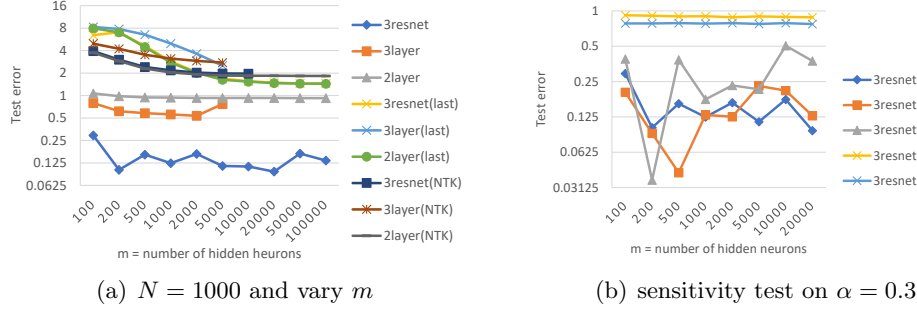 16
8
4
2
1
0.5
0.25
0.125
0.0625
Test error
100
200
500
1000
2000
5000
10000
20000
50000
100000
m = number of hidden neurons
3resnet
3layer
2layer
3resnet(last)
3layer(last)
2layer(last)
3resnet(NTK)
3layer(NTK)
2layer(NTK)
(a) N = 1000 and vary m
1
0.5
0.25
0.125
0.0625
0.03125
Test error
100
200
500
1000
2000
5000
10000
20000
m = number of hidden neurons
3resnet
3resnet
3resnet
3resnet
3resnet
(b) sensitivity test on α = 0.3